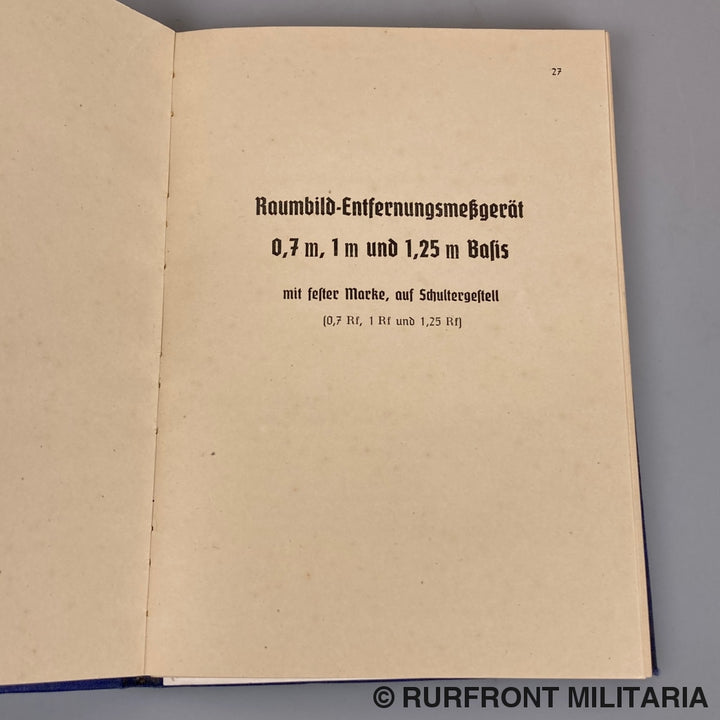 27
Raumbild-Entfernungsmeßgerät
0,7 m, 1 m und 1,25 m Basis
mit fester Marke, auf Schultergestell
(0,7 Rf, 1 Rf und 1,25 Rf)
© RURFRONT MILITARIA